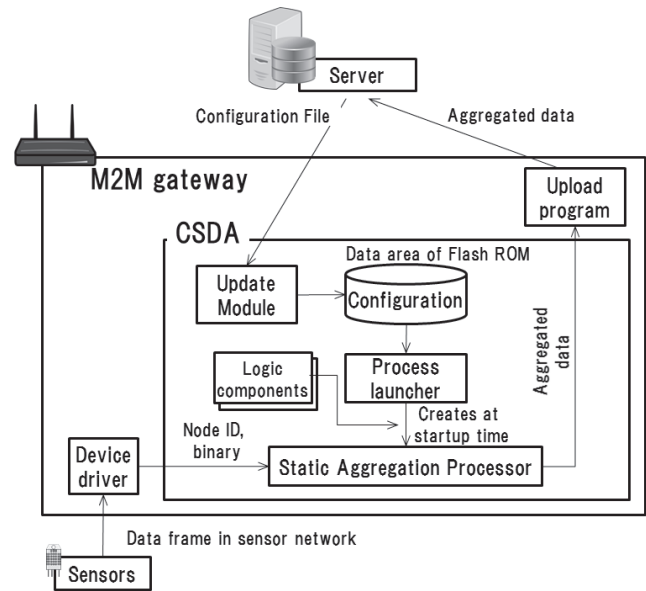 Server
Configuration File
Aggregated data
M2M gateway
Upload
program
CSDA
Data area of Flash ROM
Update
Module
Configuration
Aggregated
data
Logic
components
Process
launcher
Creates at
startup time
Node ID,
binary
Device
driver
Static Aggregation Processor
Data frame in sensor network
Sensors